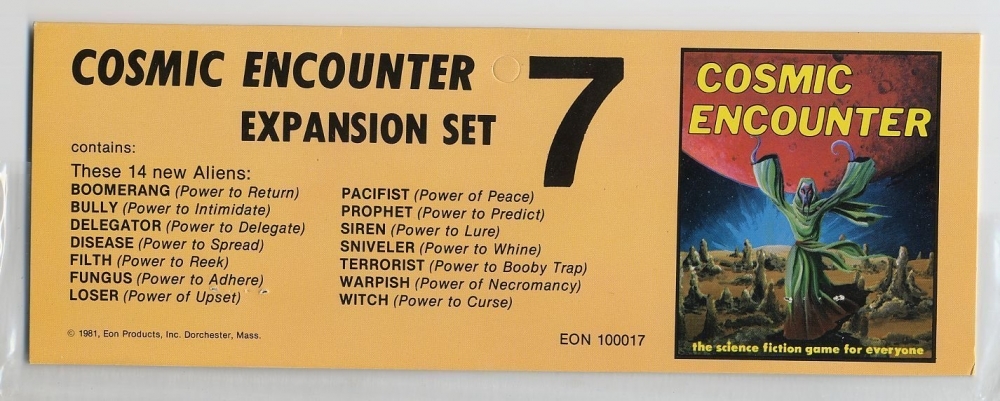 COSMIC ENCOUNTER
EXPANSION SET
7
contains:
These 14 new Aliens:
BOOMERANG (Power to Return)
BULLY (Power to Intimidate)
DELEGATOR (Power to Delegate)
DISEASE (Power to Spread)
FILTH (Power to Reek)
FUNGUS (Power to Adhere)
LOSER (Power of Upset)
PACIFIST (Power of Peace)
PROPHET (Power to Predict)
SIREN (Power to Lure)
SNIVELER (Power to Whine)
TERRORIST (Power to Booby Trap)
WARPISH (Power of Necromancy)
WITCH (Power to Curse)
© 1981, Eon Products, Inc. Dorchester, Mass.
EON 100017
COSMIC
ENCOUNTER
the science fiction game for everyone